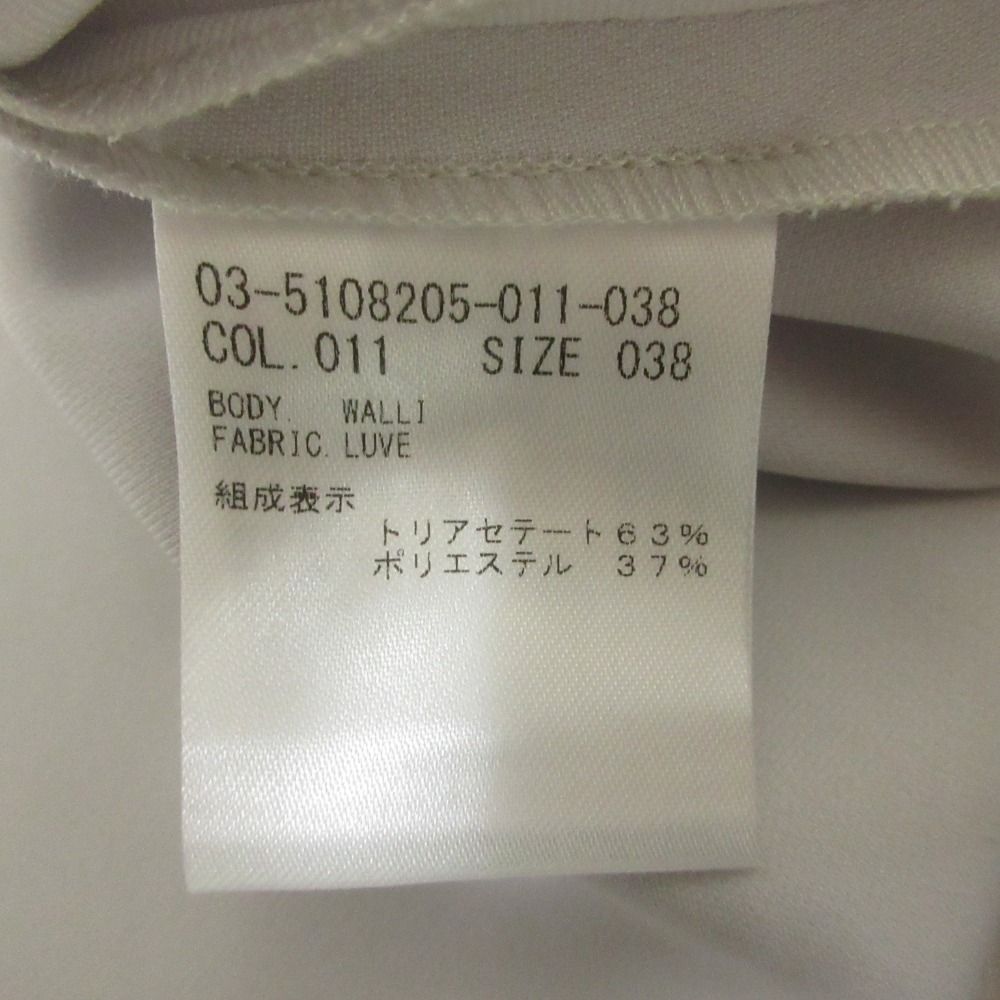 03-5108205-011-038
COL.011 SIZE 038
BODY. WALLI
FABRIC.LUVE
組成表示
トリアセテート63%
ポリエステル 37%